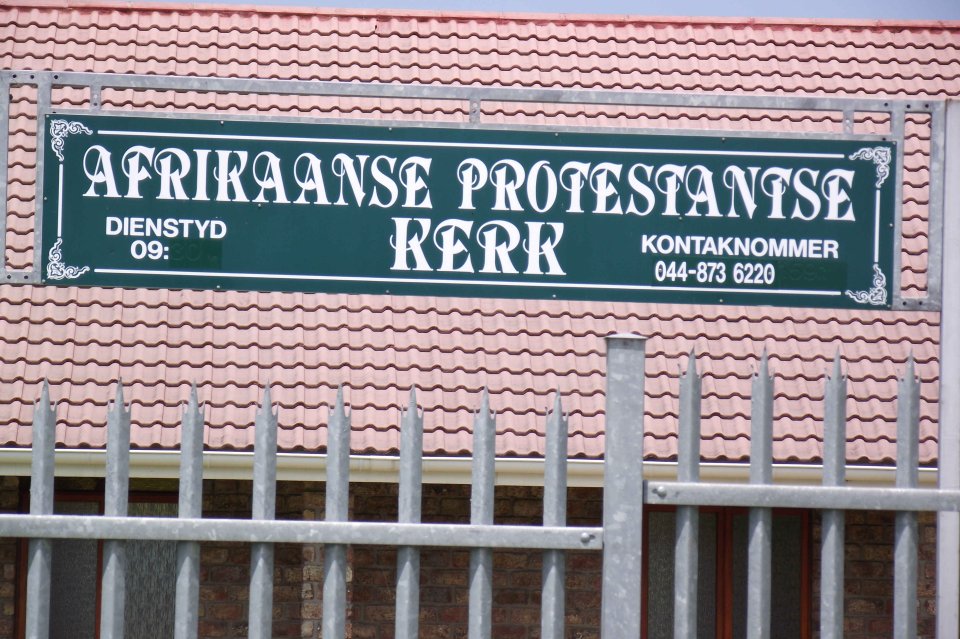 AFRIKAANSE PROTESTANTSE
KERK
DIENSTYD
09:
KONTAKNOMMER
044-873 6220